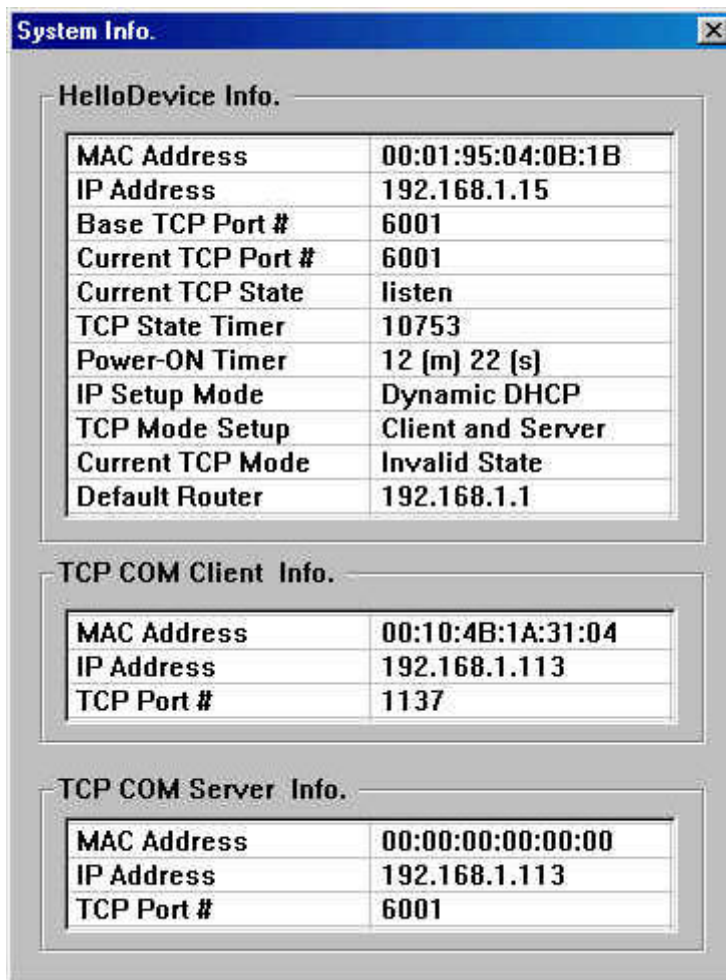 System Info.
HelloDevice Info.
MAC Address 00:01:95:04:0B:1B
IP Address 192.168.1.15
Base TCP Port # 6001
Current TCP Port # 6001
Current TCP State listen
TCP State Timer 10753
Power-ON Timer 12 (m) 22 (s)
IP Setup Mode Dynamic DHCP
TCP Mode Setup Client and Server
Current TCP Mode Invalid State
Default Router 192.168.1.1
TCP COM Client Info.
MAC Address 00:10:4B:1A:31:04
IP Address 192.168.1.113
TCP Port # 1137
TCP COM Server Info.
MAC Address 00:00:00:00:00:00
IP Address 192.168.1.113
TCP Port # 6001